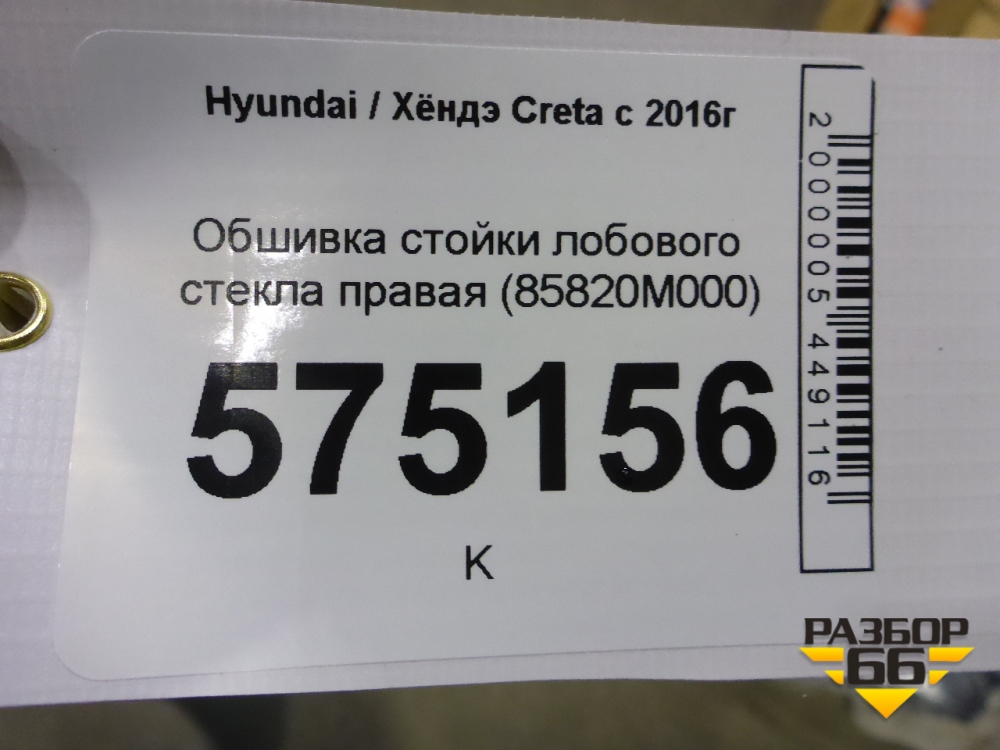 Hyundai / Хёндэ Creta с 2016г
Обшивка стойки лобового
стекла правая (85820M000)
575156
К
2000005449116
РАЗБОР
66